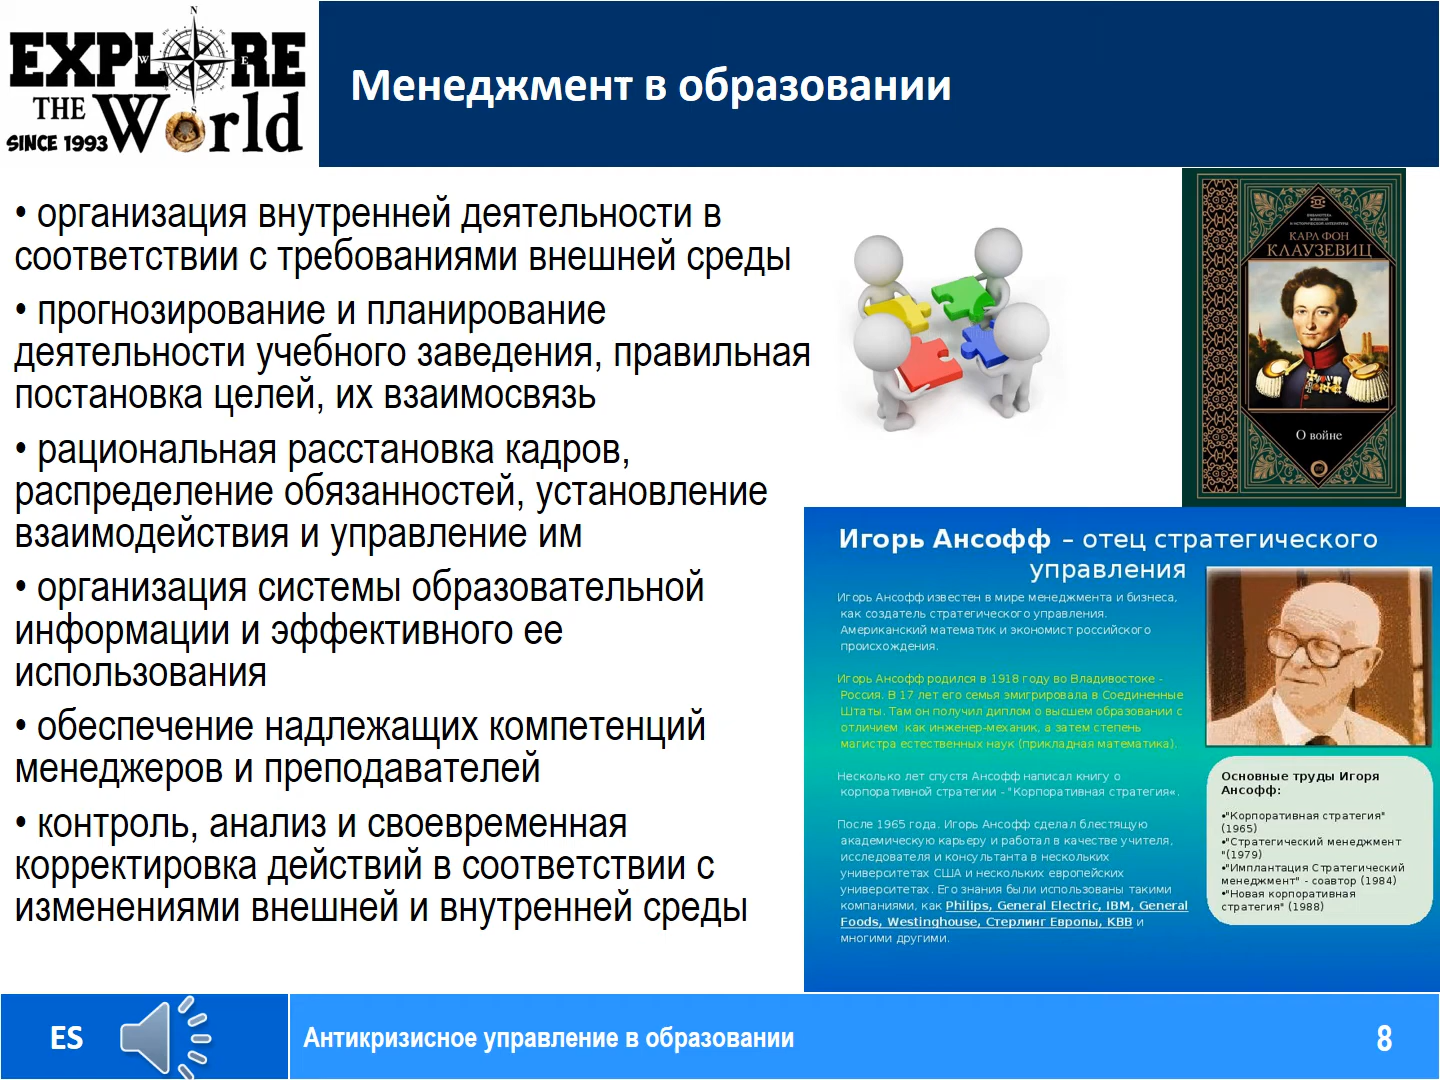 N
EXPLORE
W E
THE World
S
SINCE 1993
Менеджмент в образовании
• организация внутренней деятельности в
соответствии с требованиями внешней среды
• прогнозирование и планирование
деятельности учебного заведения, правильная
постановка целей, их взаимосвязь
• рациональная расстановка кадров,
распределение обязанностей, установление
взаимодействия и управление им
• организация системы образовательной
информации и эффективного ее
использования
• обеспечение надлежащих компетенций
менеджеров и преподавателей
• контроль, анализ и своевременная
корректировка действий в соответствии с
изменениями внешней и внутренней среды
КАРЛ ФОН
КЛАУЗЕВИЦ
О войне
Игорь Ансофф – отец стратегического
управления
Игорь Ансофф известен в мире менеджмента и бизнеса,
как создатель стратегического управления.
Американский математик и экономист российского
происхождения.
Игорь Ансофф родился в 1918 году во Владивостоке -
Россия. В 17 лет его семья эмигрировала в Соединенные
Штаты. Там он получил диплом о высшем образовании с
отличием как инженер-механик, а затем степень
магистра естественных наук (прикладная математика).
Несколько лет спустя Ансофф написал книгу о
корпоративной стратегии - "Корпоративная стратегия«.
После 1965 года. Игорь Ансофф сделал блестящую
академическую карьеру и работал в качестве учителя,
исследователя и консультанта в нескольких
университетах США и нескольких европейских
университетах. Его знания были использованы такими
компаниями, как Philips, General Electric, IBM, General
Foods, Westinghouse, Стерлинг Европы, KBB и
многими другими.
Основные труды Игоря
Ансофф:
•"Корпоративная стратегия"
(1965)
•"Стратегический менеджмент
"(1979)
•"Имплантация Стратегический
менеджмент" - соавтор (1984)
•"Новая корпоративная
стратегия" (1988)
ES
Антикризисное управление в образовании
8